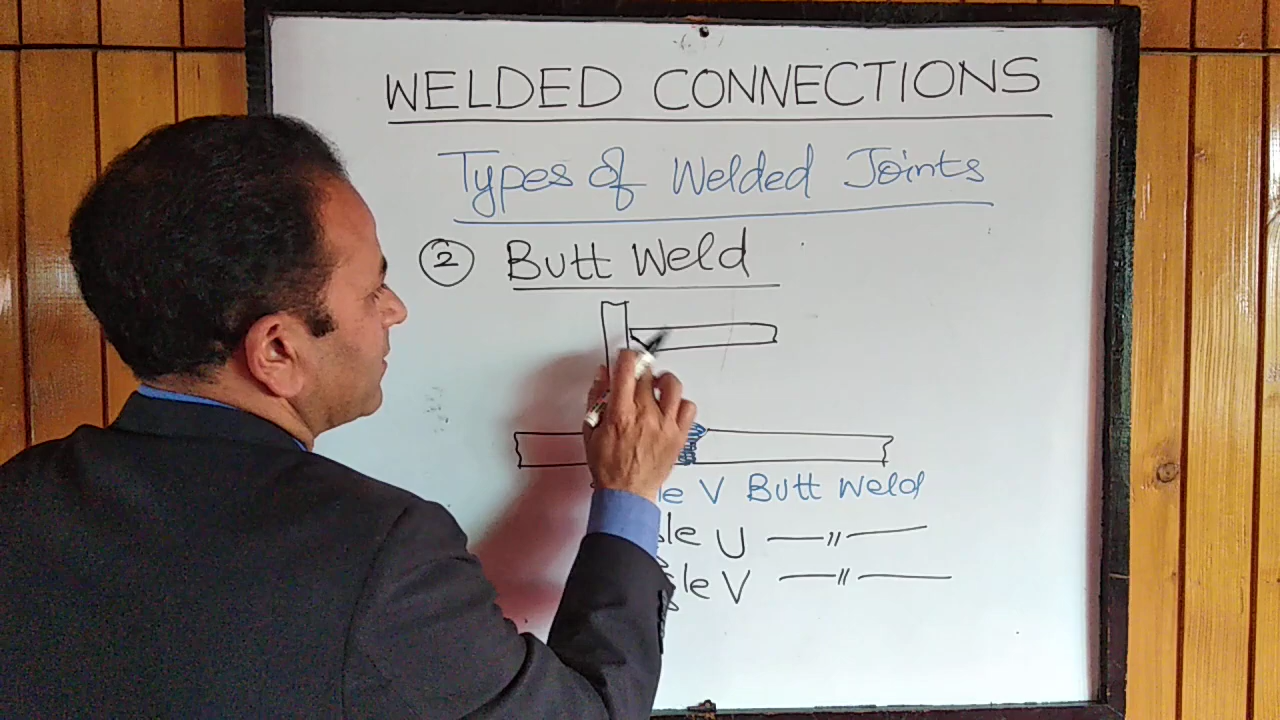 WELDED CONNECTIONS
Types of Welded Joints
② Butt Weld
V Butt Weld
U —〃—
V —〃—